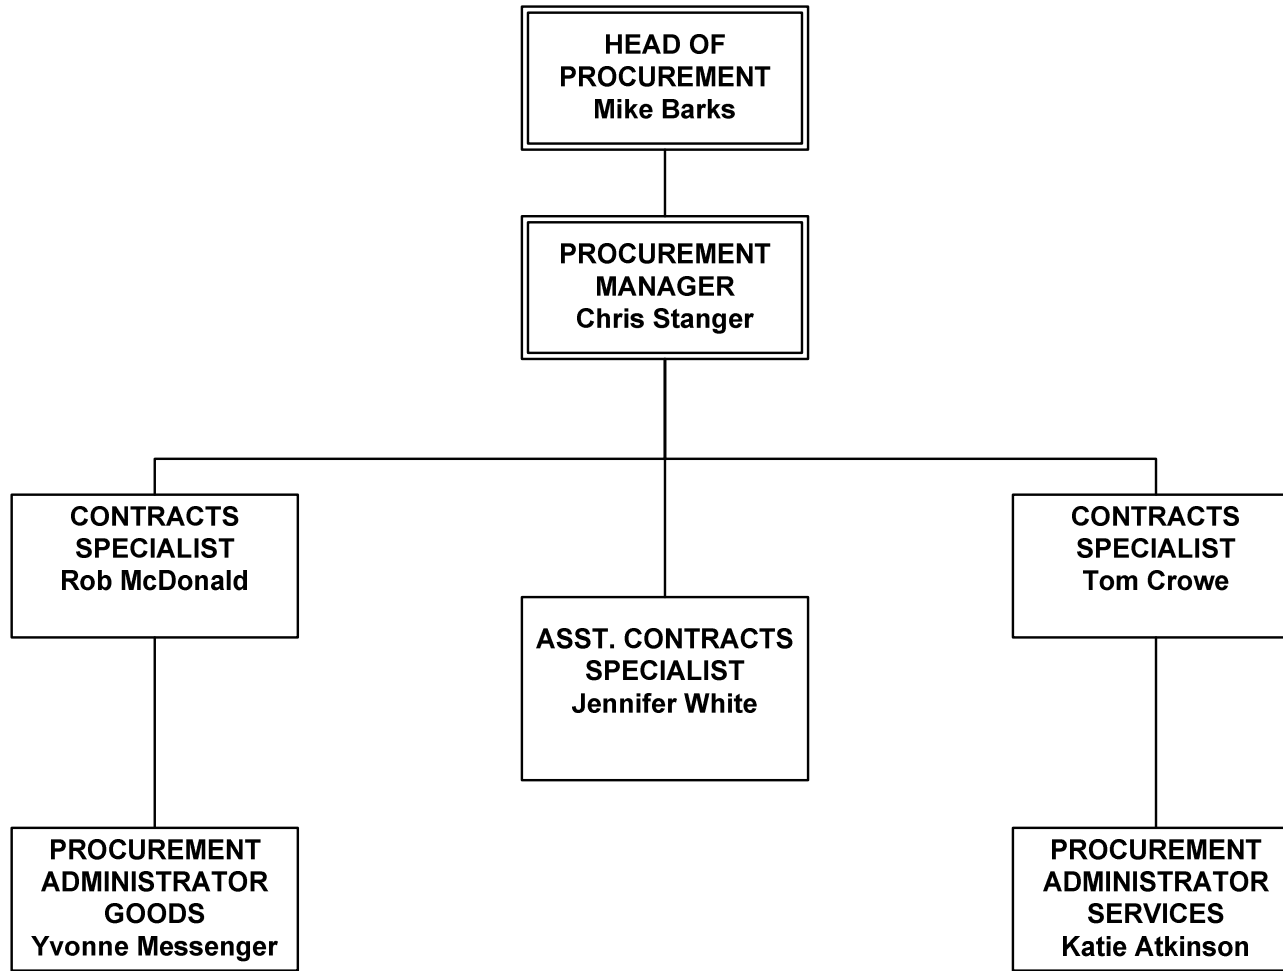 HEAD OF
PROCUREMENT
Mike Barks
PROCUREMENT
MANAGER
Chris Stanger
CONTRACTS
SPECIALIST
Rob McDonald
ASST. CONTRACTS
SPECIALIST
Jennifer White
CONTRACTS
SPECIALIST
Tom Crowe
PROCUREMENT
ADMINISTRATOR
GOODS
Yvonne Messenger
PROCUREMENT
ADMINISTRATOR
SERVICES
Katie Atkinson